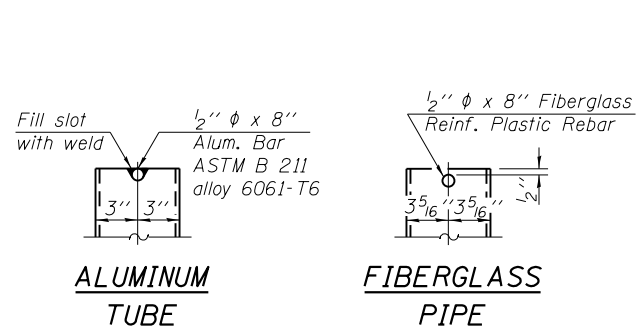 Fill slot
with weld
1/2'' φ x 8''
Alum. Bar
ASTM B 211
alloy 6061-T6
3'' 3''
ALUMINUM
TUBE
1/2'' φ x 8'' Fiberglass
Reinf. Plastic Rebar
3 5/16'' 3 5/16''
1/2''
FIBERGLASS
PIPE